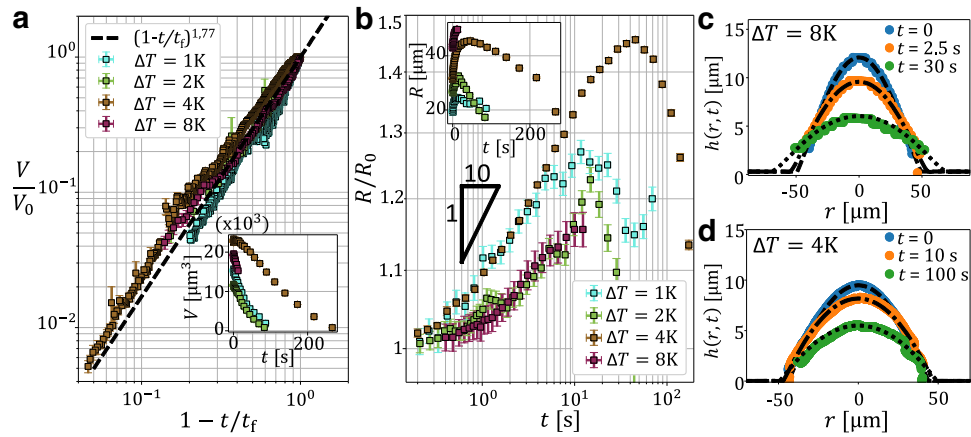 a
(1-t/t_f)^1,77
ΔT = 1K
ΔT = 2K
ΔT = 4K
ΔT = 8K
10^0
10^-1
10^-2
V/V_0
10^-1
10^0
1 − t/t_f
(x10^3)
20
10
0
V [μm^3]
0
200
t [s]
b
1.5
1.4
1.3
1.2
1.1
1
R/R_0
10^0
10^1
10^2
t [s]
40
20
R [μm]
0
200
t [s]
10
1
ΔT = 1K
ΔT = 2K
ΔT = 4K
ΔT = 8K
c
ΔT = 8K
t = 0
t = 2.5 s
t = 30 s
15
10
5
0
h(r, t) [μm]
-50
0
50
r [μm]
d
ΔT = 4K
t = 0
t = 10 s
t = 100 s
15
10
5
0
h(r, t) [μm]
-50
0
50
r [μm]